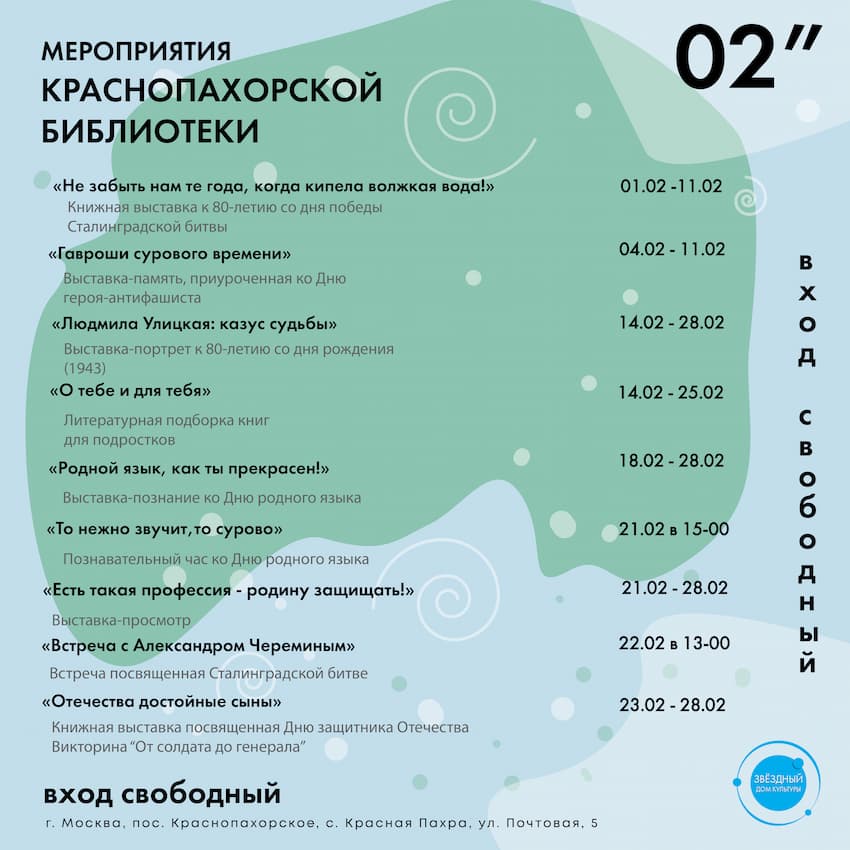 МЕРОПРИЯТИЯ
КРАСНОПАХОРСКОЙ
БИБЛИОТЕКИ
02”
«Не забыть нам те года, когда кипела волжкая вода!»
01.02 -11.02
Книжная выставка к 80-летию со дня победы
Сталинградской битвы
«Гавроши сурового времени»
04.02 - 11.02
Выставка-память, приуроченная ко Дню
героя-антифашиста
«Людмила Улицкая: казус судьбы»
14.02 - 28.02
Выставка-портрет к 80-летию со дня рождения
(1943)
«О тебе и для тебя»
14.02 - 25.02
Литературная подборка книг
для подростков
«Родной язык, как ты прекрасен!»
18.02 - 28.02
Выставка-познание ко Дню родного языка
«То нежно звучит,то сурово»
21.02 в 15-00
Познавательный час ко Дню родного языка
«Есть такая профессия - родину защищать!»
21.02 - 28.02
Выставка-просмотр
«Встреча с Александром Череминым»
22.02 в 13-00
Встреча посвященная Сталинградской битве
«Отечества достойные сыны»
23.02 - 28.02
Книжная выставка посвященная Дню защитника Отечества
Викторина “От солдата до генерала”
вход свободный
г. Москва, пос. Краснопахорское, с. Красная Пахра, ул. Почтовая, 5
вход свободный
ЗВЁЗДНЫЙ
ДОМ КУЛЬТУРЫ